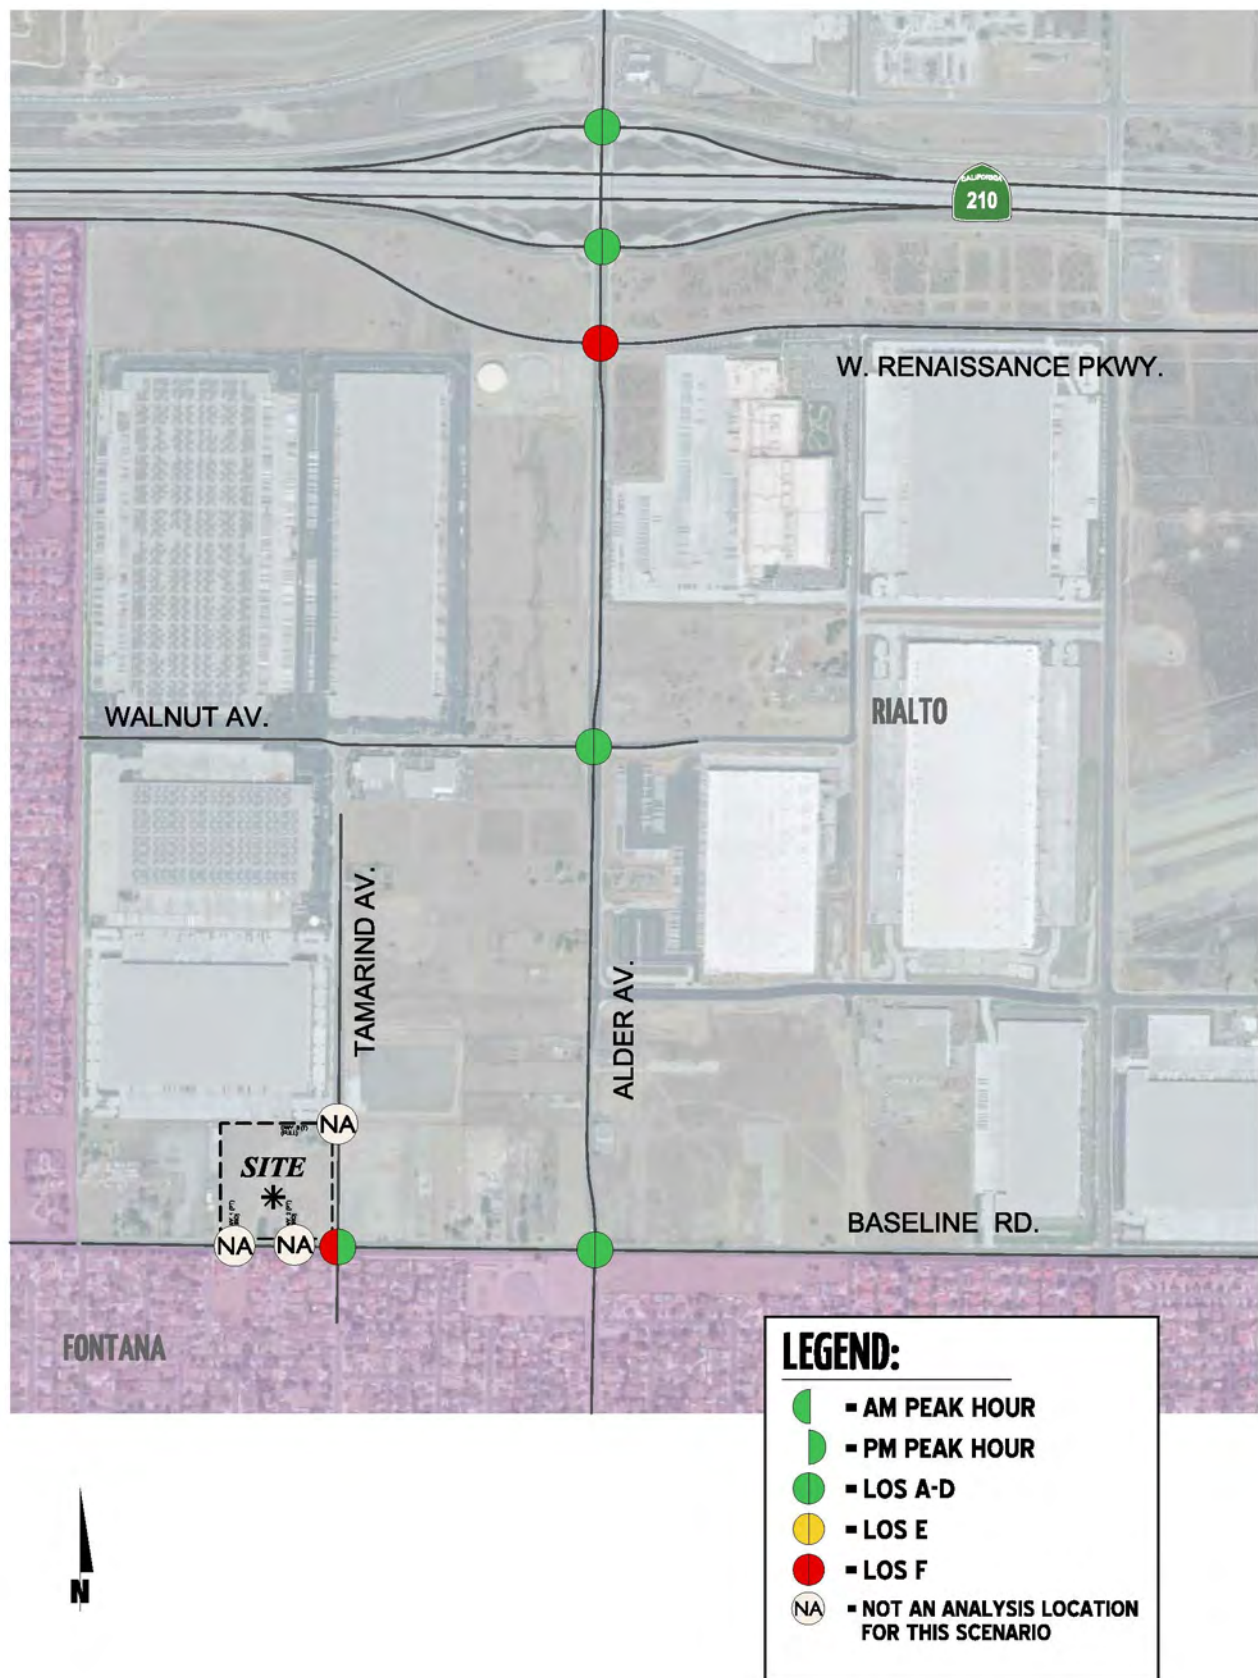 CALIFORNIA
210
W. RENAISSANCE PKWY.
WALNUT AV.
RIALTO
TAMARIND AV.
ALDER AV.
NA
SITE
NA
NA
BASELINE RD.
FONTANA
LEGEND:
= AM PEAK HOUR
= PM PEAK HOUR
= LOS A-D
= LOS E
= LOS F
NA
= NOT AN ANALYSIS LOCATION
FOR THIS SCENARIO
N